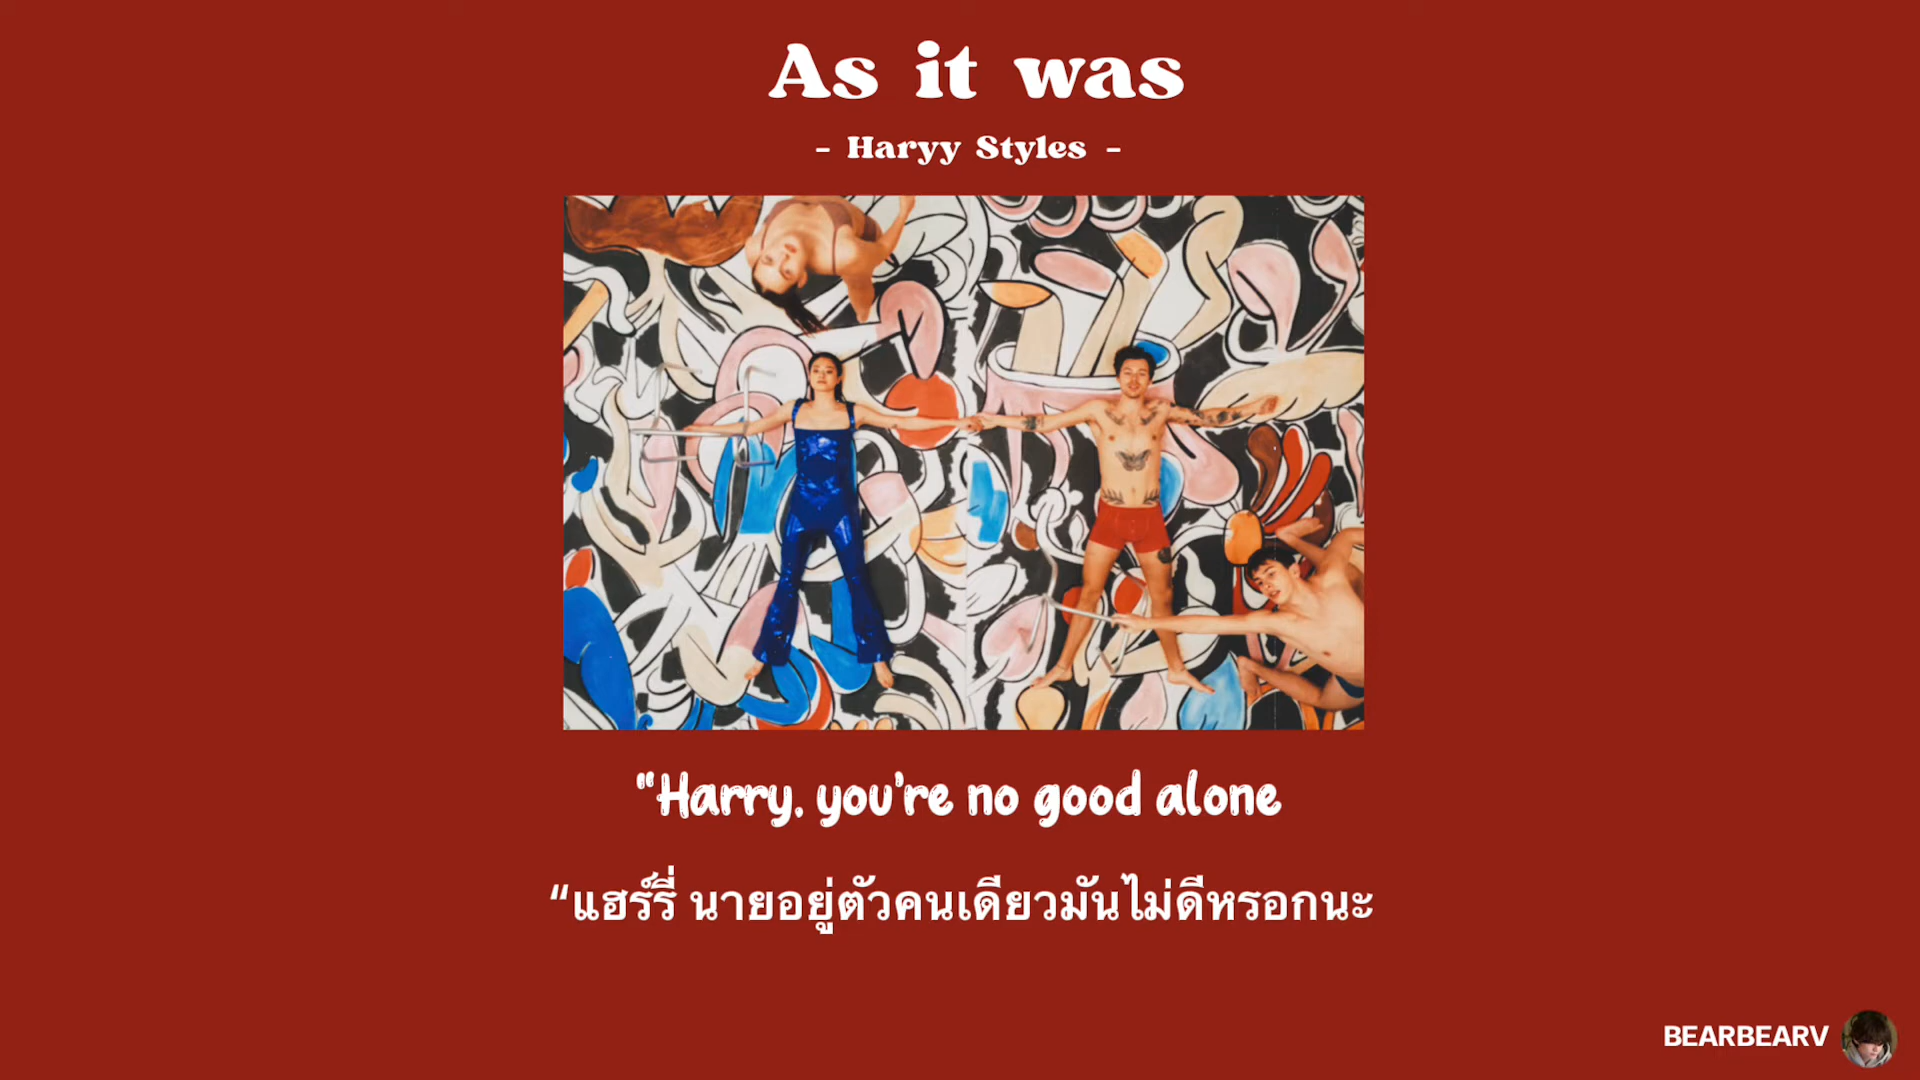 As it was
- Haryy Styles -
"Harry, you're no good alone
“แฮร์รี่ นายอยู่ตัวคนเดียวมันไม่ดีหรอกนะ
BEARBEARV